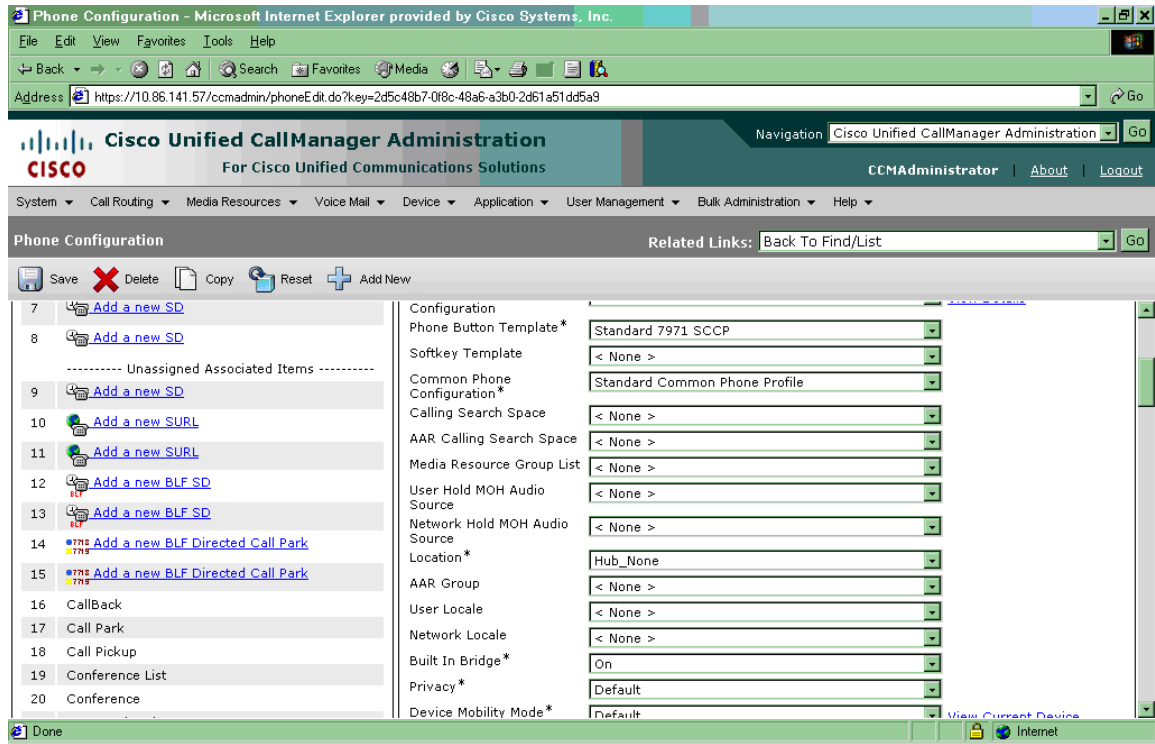 Phone Configuration - Microsoft Internet Explorer provided by Cisco Systems, Inc.
File Edit View Favorites Tools Help
Back Search Favorites Media
Address https://10.86.141.57/ccmadmin/phoneEdit.do?key=2d5c48b7-0f8c-48a6-a3b0-2d61a51dd5a9 Go
Cisco Unified CallManager Administration Navigation Cisco Unified CallManager Administration Go
CISCO For Cisco Unified Communications Solutions CCMAdministrator | About | Logout
System Call Routing Media Resources Voice Mail Device Application User Management Bulk Administration Help
Phone Configuration Related Links: Back To Find/List Go
Save Delete Copy Reset Add New
7 Add a new SD
8 Add a new SD
---------- Unassigned Associated Items ----------
9 Add a new SD
10 Add a new SURL
11 Add a new SURL
12 Add a new BLF SD
13 Add a new BLF SD
14 Add a new BLF Directed Call Park
15 Add a new BLF Directed Call Park
16 CallBack
17 Call Park
18 Call Pickup
19 Conference List
20 Conference
Configuration View Details
Phone Button Template* Standard 7971 SCCP
Softkey Template < None >
Common Phone
Configuration* Standard Common Phone Profile
Calling Search Space < None >
AAR Calling Search Space < None >
Media Resource Group List < None >
User Hold MOH Audio
Source < None >
Network Hold MOH Audio
Source < None >
Location* Hub_None
AAR Group < None >
User Locale < None >
Network Locale < None >
Built In Bridge* On
Privacy* Default
Device Mobility Mode* Default View Current Device
Done Internet